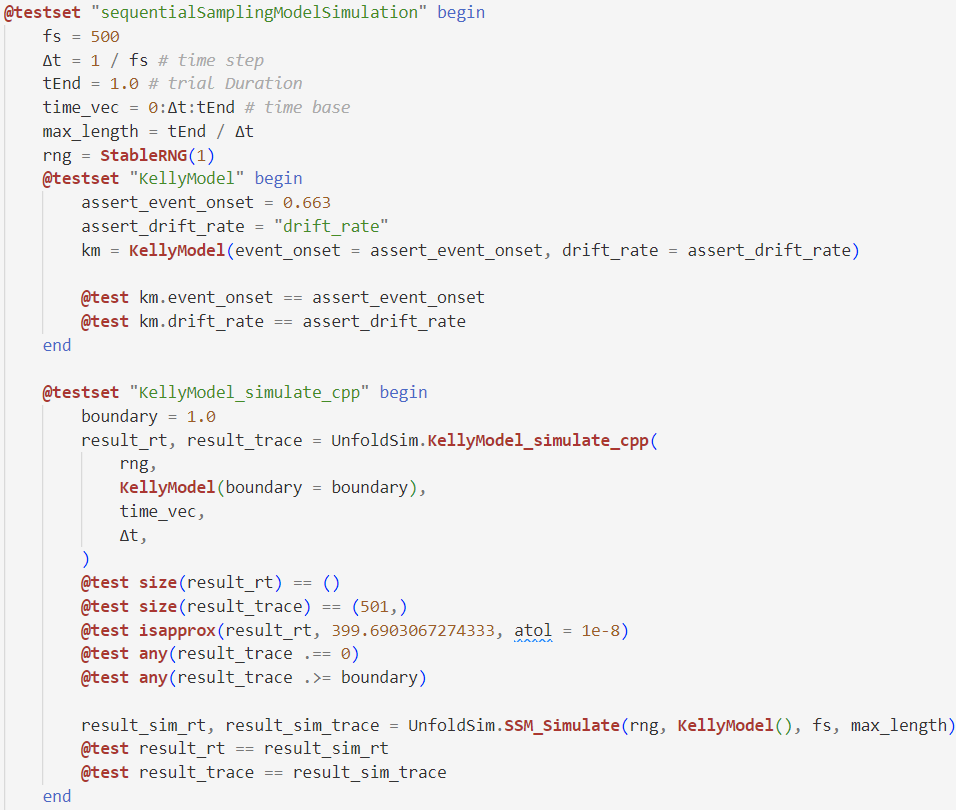 @testset "sequentialSamplingModelSimulation" begin
    fs = 500
    Δt = 1 / fs # time step
    tEnd = 1.0 # trial Duration
    time_vec = 0:Δt:tEnd # time base
    max_length = tEnd / Δt
    rng = StableRNG(1)
    @testset "KellyModel" begin
        assert_event_onset = 0.663
        assert_drift_rate = "drift_rate"
        km = KellyModel(event_onset = assert_event_onset, drift_rate = assert_drift_rate)

        @test km.event_onset == assert_event_onset
        @test km.drift_rate == assert_drift_rate
    end

    @testset "KellyModel_simulate_cpp" begin
        boundary = 1.0
        result_rt, result_trace = UnfoldSim.KellyModel_simulate_cpp(
            rng,
            KellyModel(boundary = boundary),
            time_vec,
            Δt,
        )
        @test size(result_rt) == ()
        @test size(result_trace) == (501,)
        @test isapprox(result_rt, 399.6903067274333, atol = 1e-8)
        @test any(result_trace .== 0)
        @test any(result_trace .>= boundary)

        result_sim_rt, result_sim_trace = UnfoldSim.SSM_Simulate(rng, KellyModel(), fs, max_length)
        @test result_rt == result_sim_rt
        @test result_trace == result_sim_trace
    end